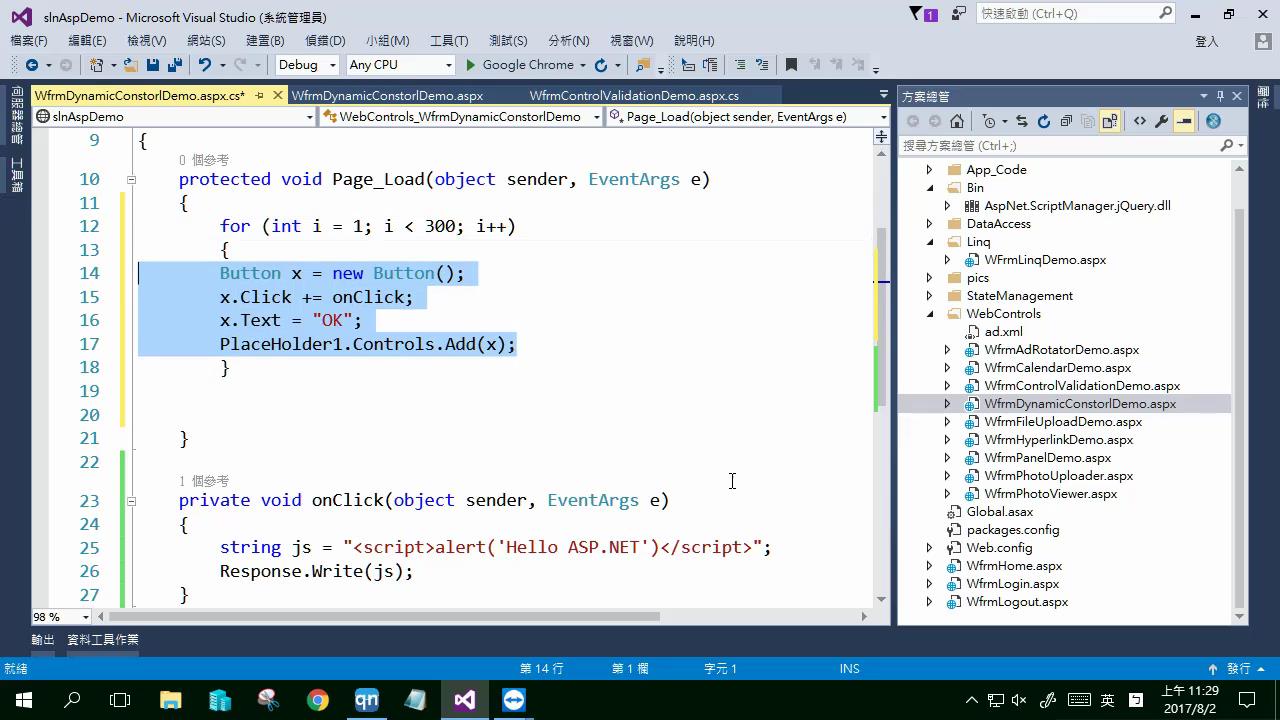 slnAspDemo - Microsoft Visual Studio (系統管理員)
1
快速啟動 (Ctrl+Q)
檔案(F) 編輯(E) 檢視(V) 網站(S) 建置(B) 偵錯(D) 小組(M) 工具(T) 測試(S) 分析(N) 視窗(W) 說明(H)
登入
Debug Any CPU Google Chrome
WfrmDynamicConstorlDemo.aspx.cs* WfrmDynamicConstorlDemo.aspx WfrmControlValidationDemo.aspx.cs
slnAspDemo WebControls_WfrmDynamicConstorlDemo Page_Load(object sender, EventArgs e)
伺服器總管
工具箱
9 {
0 個參考
10 protected void Page_Load(object sender, EventArgs e)
11 {
12 for (int i = 1; i < 300; i++)
13 {
14 Button x = new Button();
15 x.Click += onClick;
16 x.Text = "OK";
17 PlaceHolder1.Controls.Add(x);
18 }
19
20
21 }
22
1 個參考
23 private void onClick(object sender, EventArgs e)
24 {
25 string js = "<script>alert('Hello ASP.NET')</script>";
26 Response.Write(js);
27 }
98 %
輸出 資料工具作業
方案總管
搜尋方案總管 (Ctrl+;)
App_Code
Bin
AspNet.ScriptManager.jQuery.dll
DataAccess
Linq
WFrmLinqDemo.aspx
pics
StateManagement
WebControls
ad.xml
WfrmAdRotatorDemo.aspx
WfrmCalendarDemo.aspx
WfrmControlValidationDemo.aspx
WfrmDynamicConstorlDemo.aspx
WfrmFileUploadDemo.aspx
WfrmHyperlinkDemo.aspx
WfrmPanelDemo.aspx
WfrmPhotoUploader.aspx
WfrmPhotoViewer.aspx
Global.asax
packages.config
Web.config
WfrmHome.aspx
WfrmLogin.aspx
WfrmLogout.aspx
就緒 第 14 行 第 1 欄 字元 1 INS 發行
qn 英 上午 11:29
2017/8/2